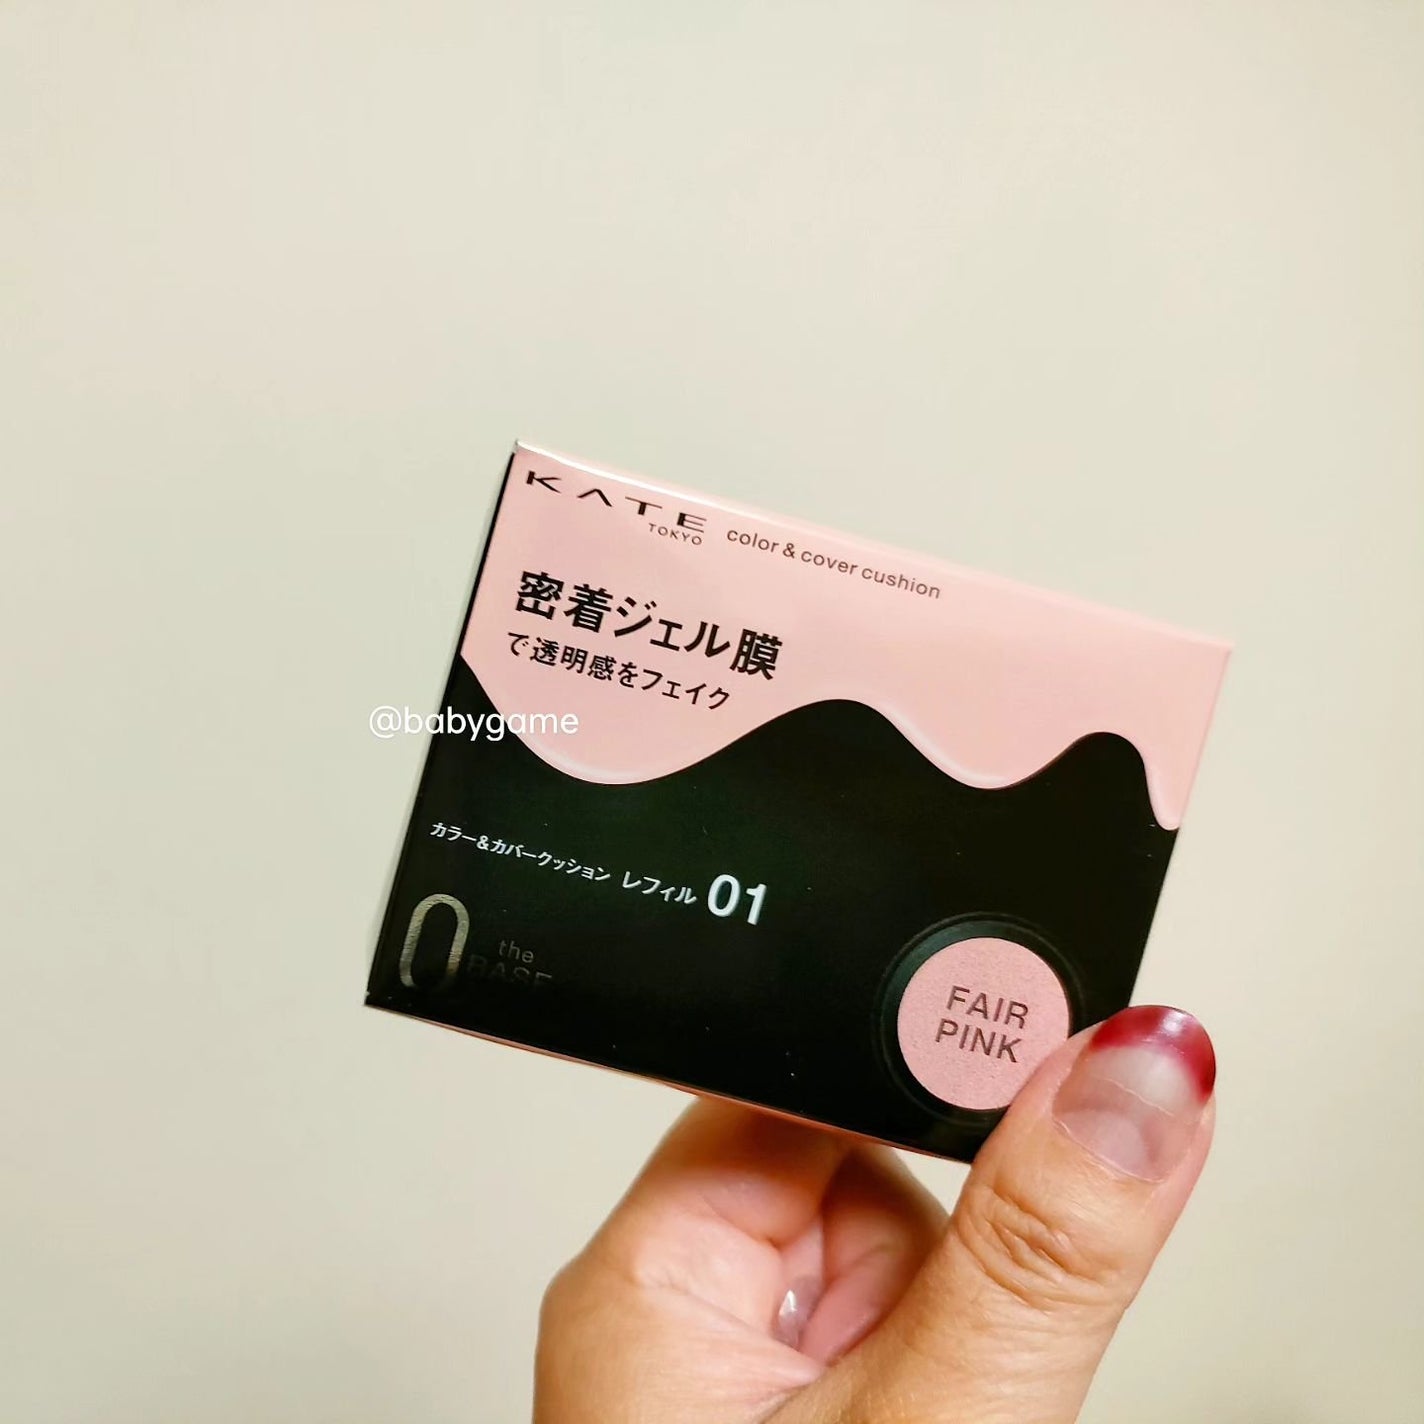 KATE
TOKYO
color & cover cushion
密着ジェル膜
で透明感をフェイク
@babygame
カラー&カバークッション レフィル 01
0
the
BASE
FAIR
PINK